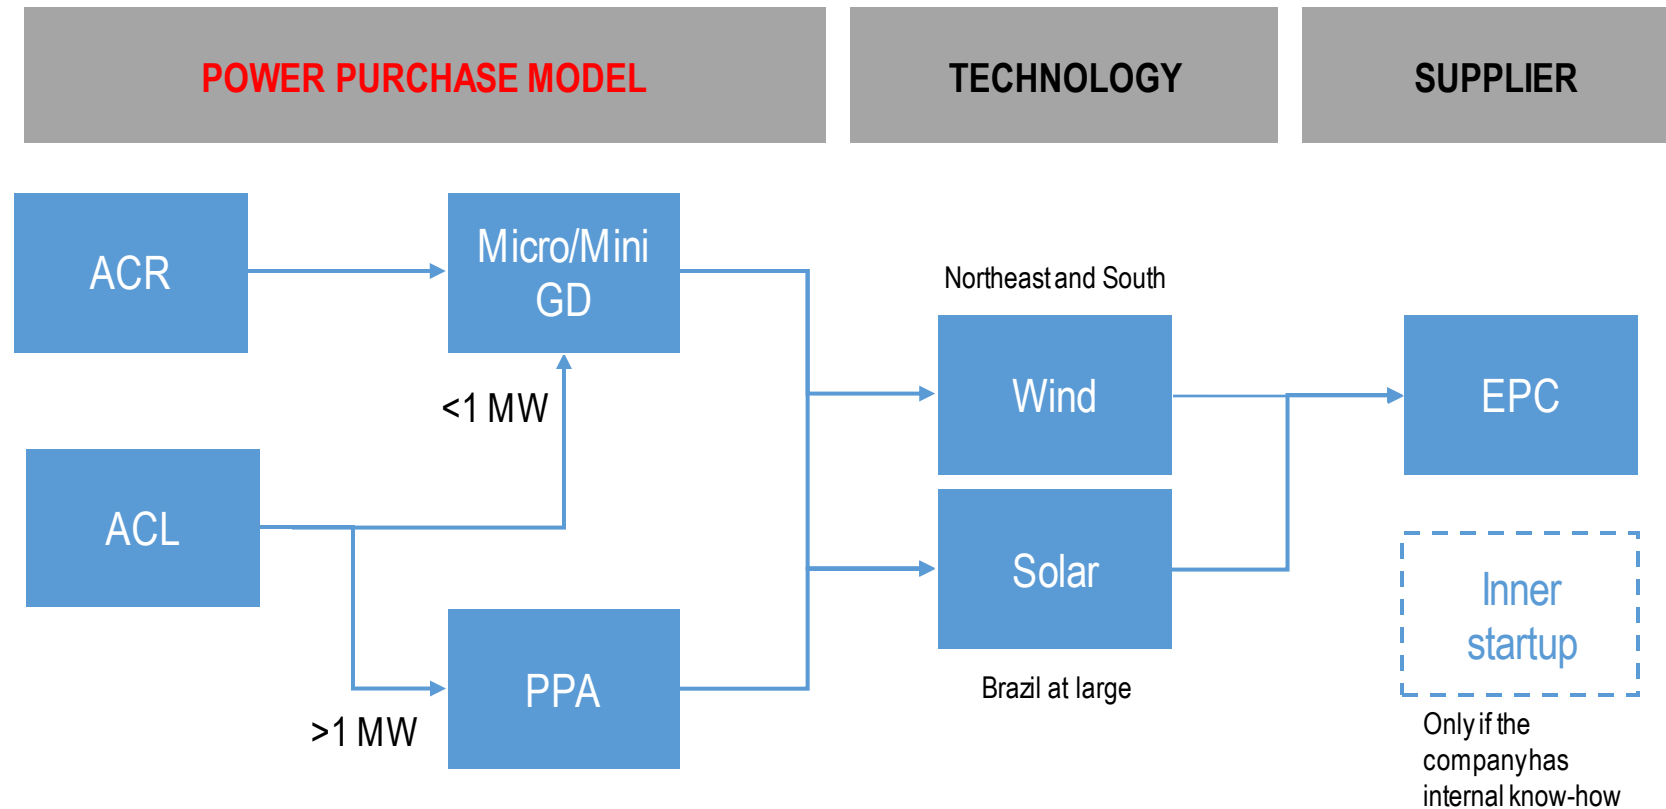 POWER PURCHASE MODEL
TECHNOLOGY
SUPPLIER
ACR
Micro/Mini
GD
Northeast and South
Wind
EPC
<1 MW
ACL
Solar
Inner
startup
PPA
>1 MW
Brazil at large
Only if the
company has
internal know-how